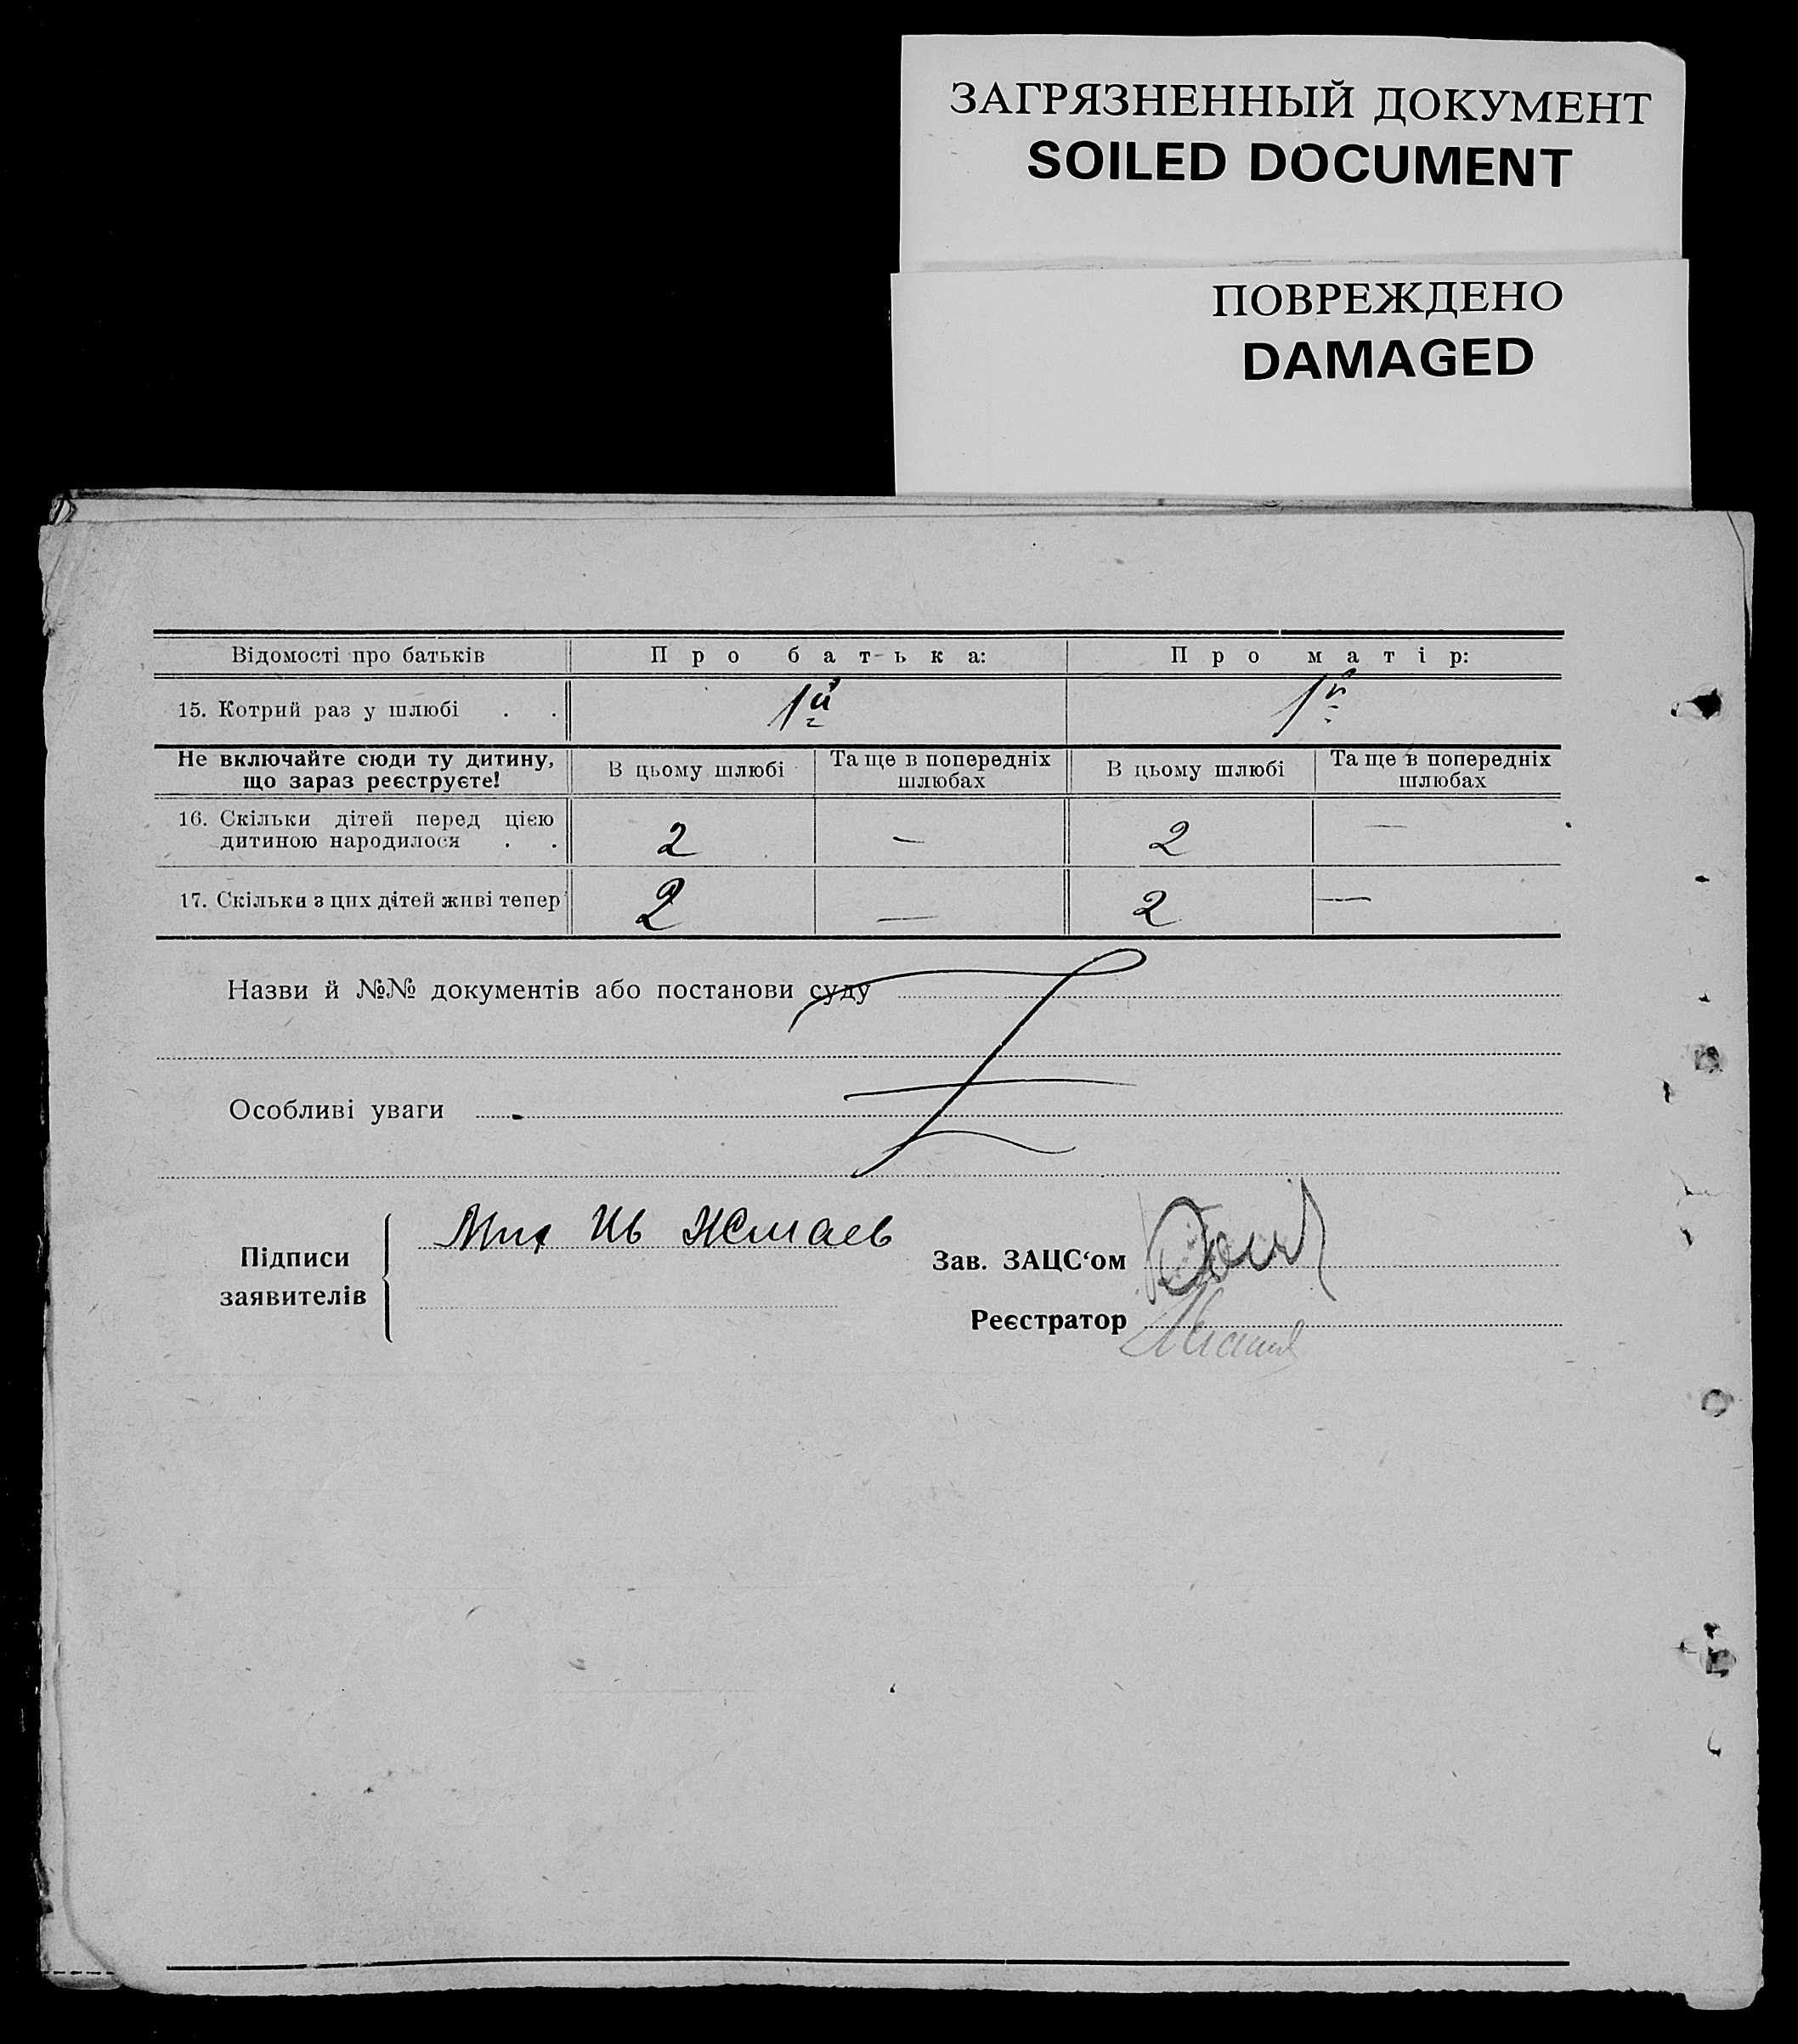 ЗАГРЯЗНЕННЫЙ ДОКУМЕНТ
SOILED DOCUMENT
ПОВРЕЖДЕНО
DAMAGED
Відомості про батьків Про батька: Про матір:
15. Котрий раз у шлюбі . . 1й 1й
Не включайте сюди ту дитину, що зараз реєструєте! В цьому шлюбі Та ще в попередніх шлюбах В цьому шлюбі Та ще в попередніх шлюбах
16. Скільки дітей перед цією
дитиною народилося . . 2 — 2 —
17. Скільки з цих дітей живі тепер 2 — 2 —
Назви й №№ документів або постанови суду
Особливі уваги
Підписи
заявителів
Мих Ив
Зав. ЗАЦС‘ом
Реєстратор